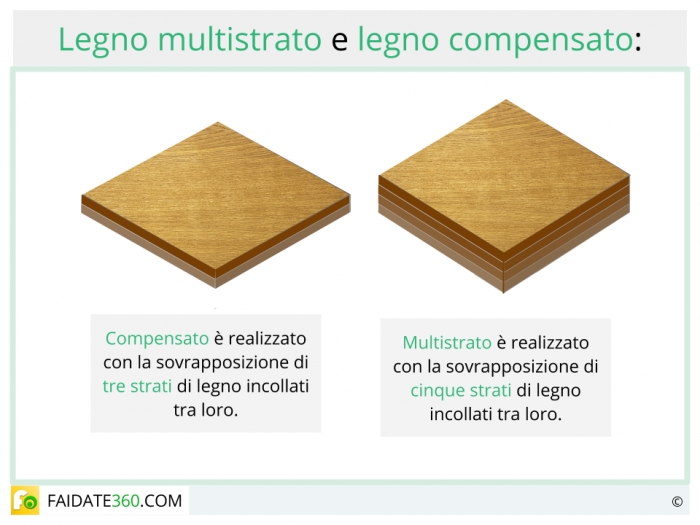 Legno multistrato e legno compensato:
Compensato è realizzato
con la sovrapposizione di
tre strati di legno incollati
tra loro.
Multistrato è realizzato
con la sovrapposizione di
cinque strati di legno
incollati tra loro.
FAIDATE360.COM
©